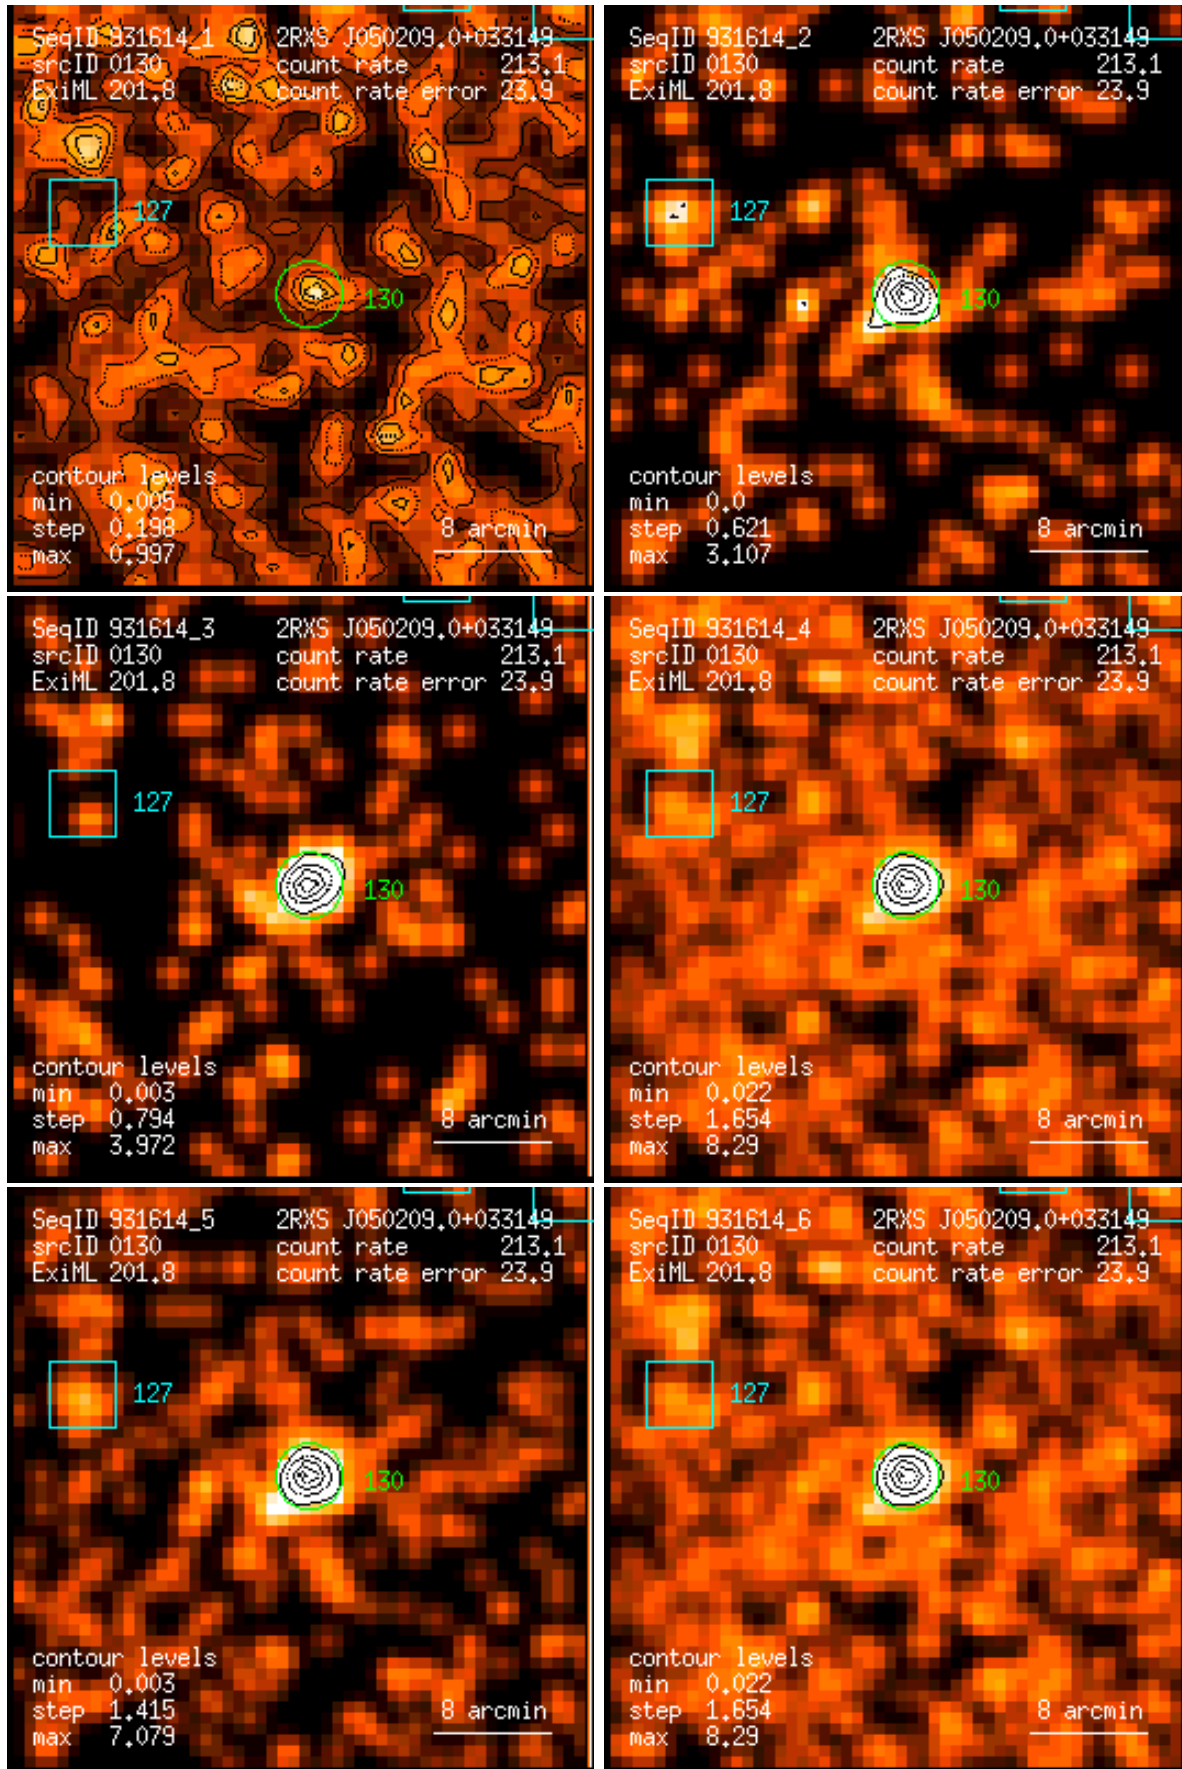 SeqID 931614_1 2RXS J050209.0+033149
srcID 0130 count rate 213.1
ExiML 201.8 count rate error 23.9
127
130
contour levels
min 0.005
step 0.198 8 arcmin
max 0.997
SeqID 931614_2 2RXS J050209.0+033149
srcID 0130 count rate 213.1
ExiML 201.8 count rate error 23.9
127
130
contour levels
min 0.0
step 0.621 8 arcmin
max 3.107
SeqID 931614_3 2RXS J050209.0+033149
srcID 0130 count rate 213.1
ExiML 201.8 count rate error 23.9
127
130
contour levels
min 0.003
step 0.794 8 arcmin
max 3.972
SeqID 931614_4 2RXS J050209.0+033149
srcID 0130 count rate 213.1
ExiML 201.8 count rate error 23.9
127
130
contour levels
min 0.022
step 1.654 8 arcmin
max 8.29
SeqID 931614_5 2RXS J050209.0+033149
srcID 0130 count rate 213.1
ExiML 201.8 count rate error 23.9
127
130
contour levels
min 0.003
step 1.415 8 arcmin
max 7.079
SeqID 931614_6 2RXS J050209.0+033149
srcID 0130 count rate 213.1
ExiML 201.8 count rate error 23.9
127
130
contour levels
min 0.022
step 1.654 8 arcmin
max 8.29